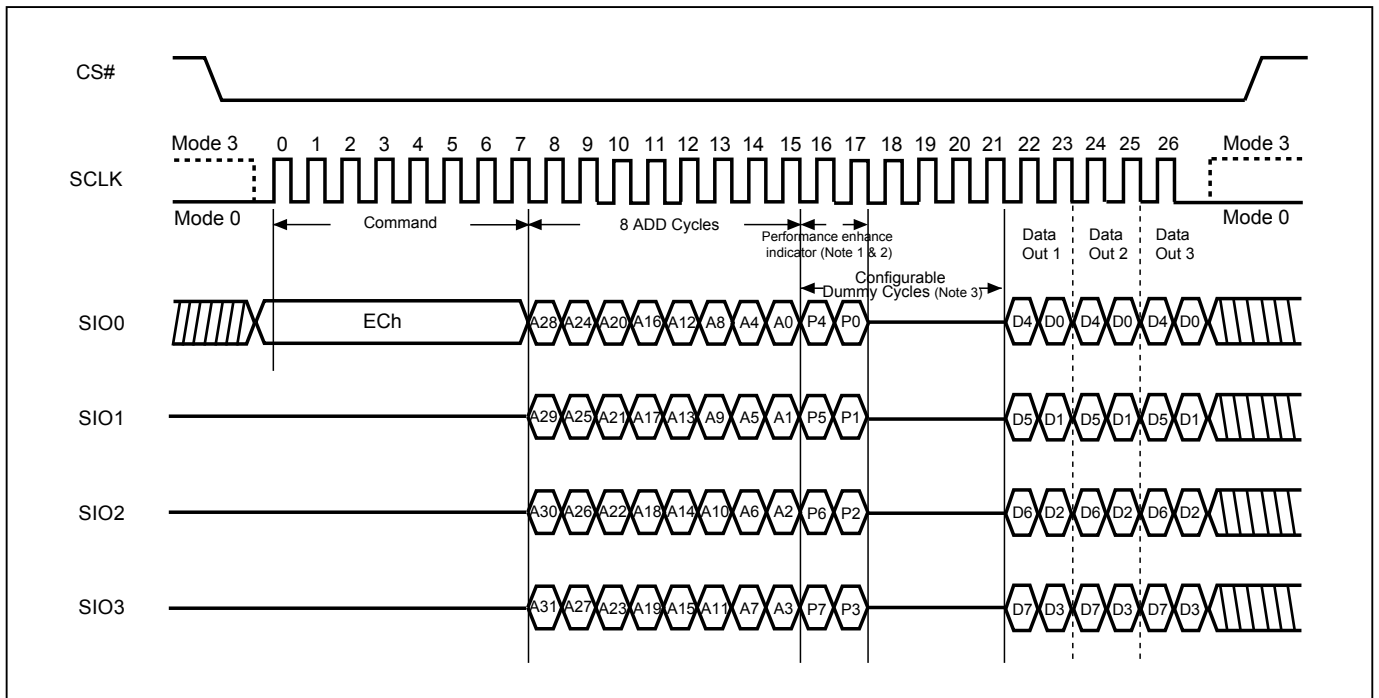 CS#
Mode 3
0 1 2 3 4 5 6 7 8 9 10 11 12 13 14 15 16 17 18 19 20 21 22 23 24 25 26
Mode 3
SCLK
Mode 0
Mode 0
Command
8 ADD Cycles
Performance enhance
indicator (Note 1 & 2)
Data
Out 1
Data
Out 2
Data
Out 3
Configurable
Dummy Cycles (Note 3)
SIO0
ECh
A28 A24 A20 A16 A12 A8 A4 A0 P4 P0
D4 D0 D4 D0 D4 D0
SIO1
A29 A25 A21 A17 A13 A9 A5 A1 P5 P1
D5 D1 D5 D1 D5 D1
SIO2
A30 A26 A22 A18 A14 A10 A6 A2 P6 P2
D6 D2 D6 D2 D6 D2
SIO3
A31 A27 A23 A19 A15 A11 A7 A3 P7 P3
D7 D3 D7 D3 D7 D3